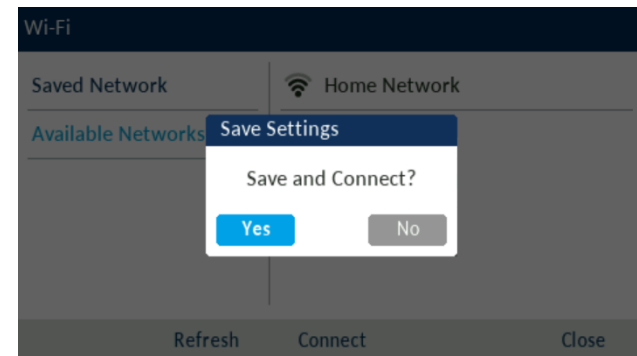 Wi-Fi
Saved Network
Home Network
Available Networks
Save Settings
Save and Connect?
Yes No
Refresh Connect Close